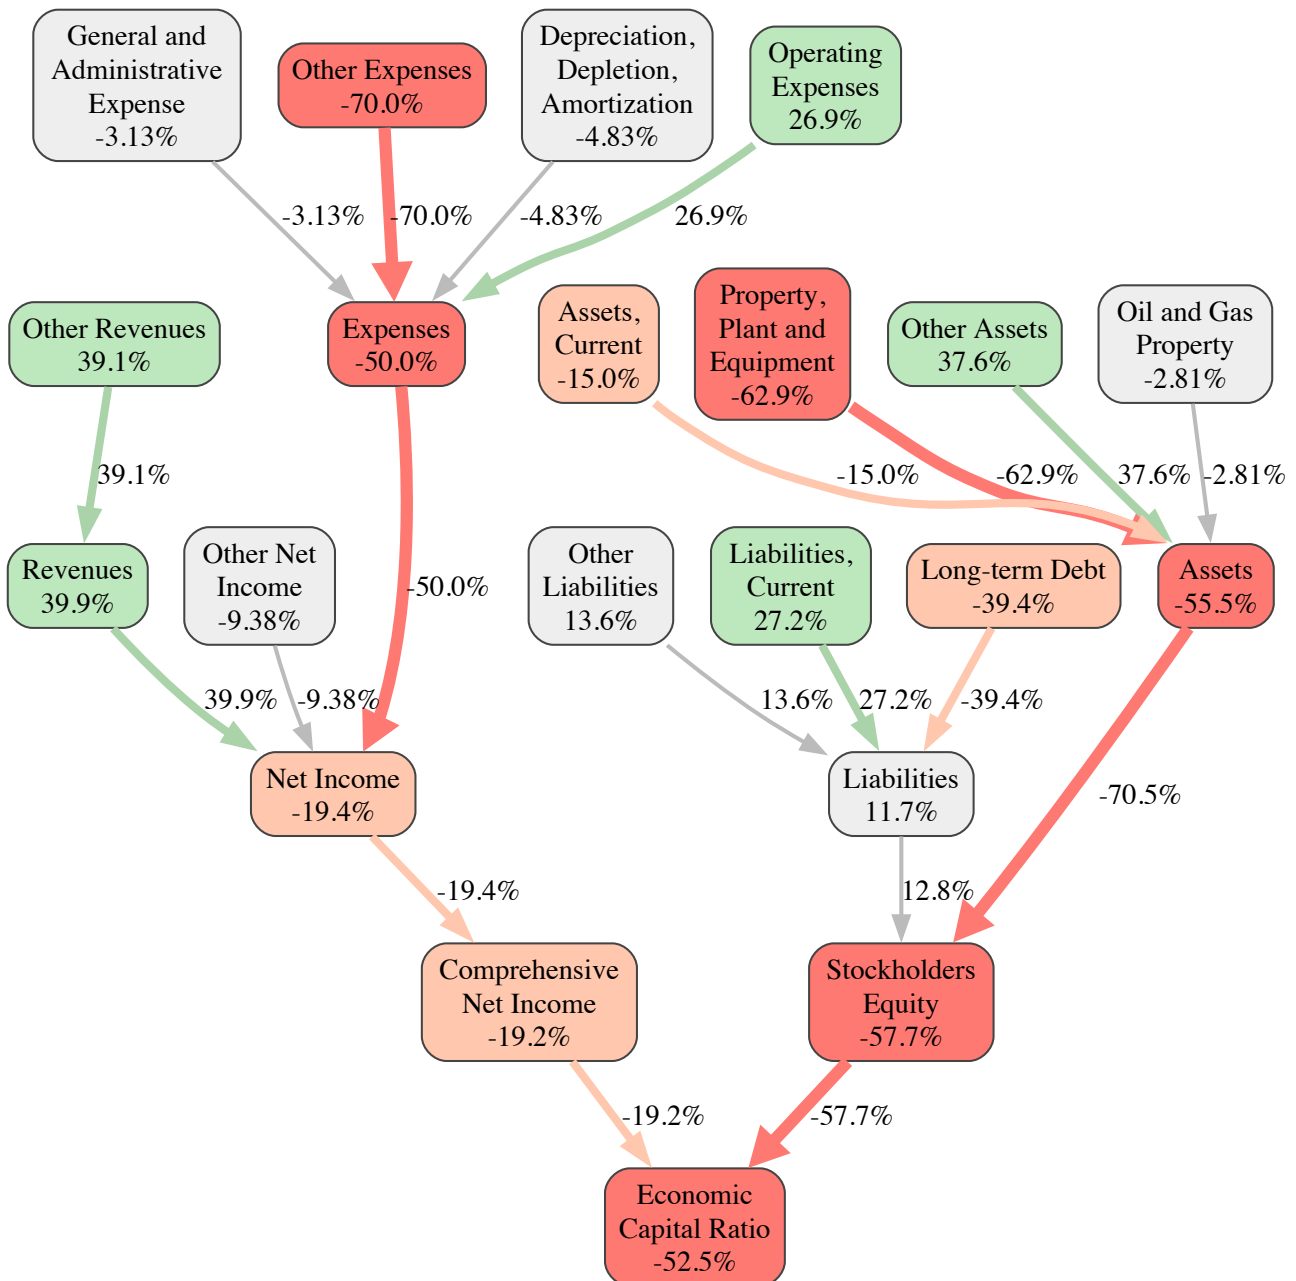 General and
Administrative
Expense
-3.13%
Other Expenses
-70.0%
Depreciation,
Depletion,
Amortization
-4.83%
Operating
Expenses
26.9%
-3.13%
-70.0%
-4.83%
26.9%
Other Revenues
39.1%
Expenses
-50.0%
Assets,
Current
-15.0%
Property,
Plant and
Equipment
-62.9%
Other Assets
37.6%
Oil and Gas
Property
-2.81%
39.1%
-15.0%
-62.9%
37.6%
-2.81%
Revenues
39.9%
Other Net
Income
-9.38%
-50.0%
Other
Liabilities
13.6%
Liabilities,
Current
27.2%
Long-term Debt
-39.4%
Assets
-55.5%
39.9%
-9.38%
13.6%
27.2%
-39.4%
Net Income
-19.4%
Liabilities
11.7%
-70.5%
-19.4%
12.8%
Comprehensive
Net Income
-19.2%
Stockholders
Equity
-57.7%
-19.2%
-57.7%
Economic
Capital Ratio
-52.5%